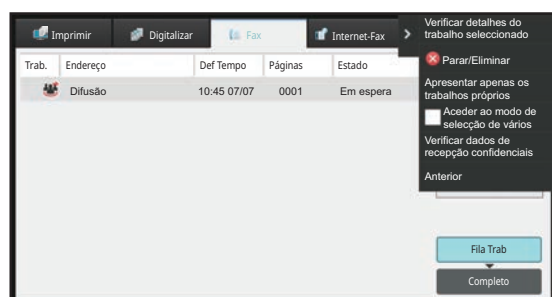 Imprimir Digitalizar Fax Internet-Fax
Trab. Endereço Def Tempo Páginas Estado
Difusão 10:45 07/07 0001 Em espera
Verificar detalhes do
trabalho seleccionado
Parar/Eliminar
Apresentar apenas os
trabalhos próprios
Aceder ao modo de
selecção de vários
Verificar dados de
recepção confidenciais
Anterior
Fila Trab
Completo